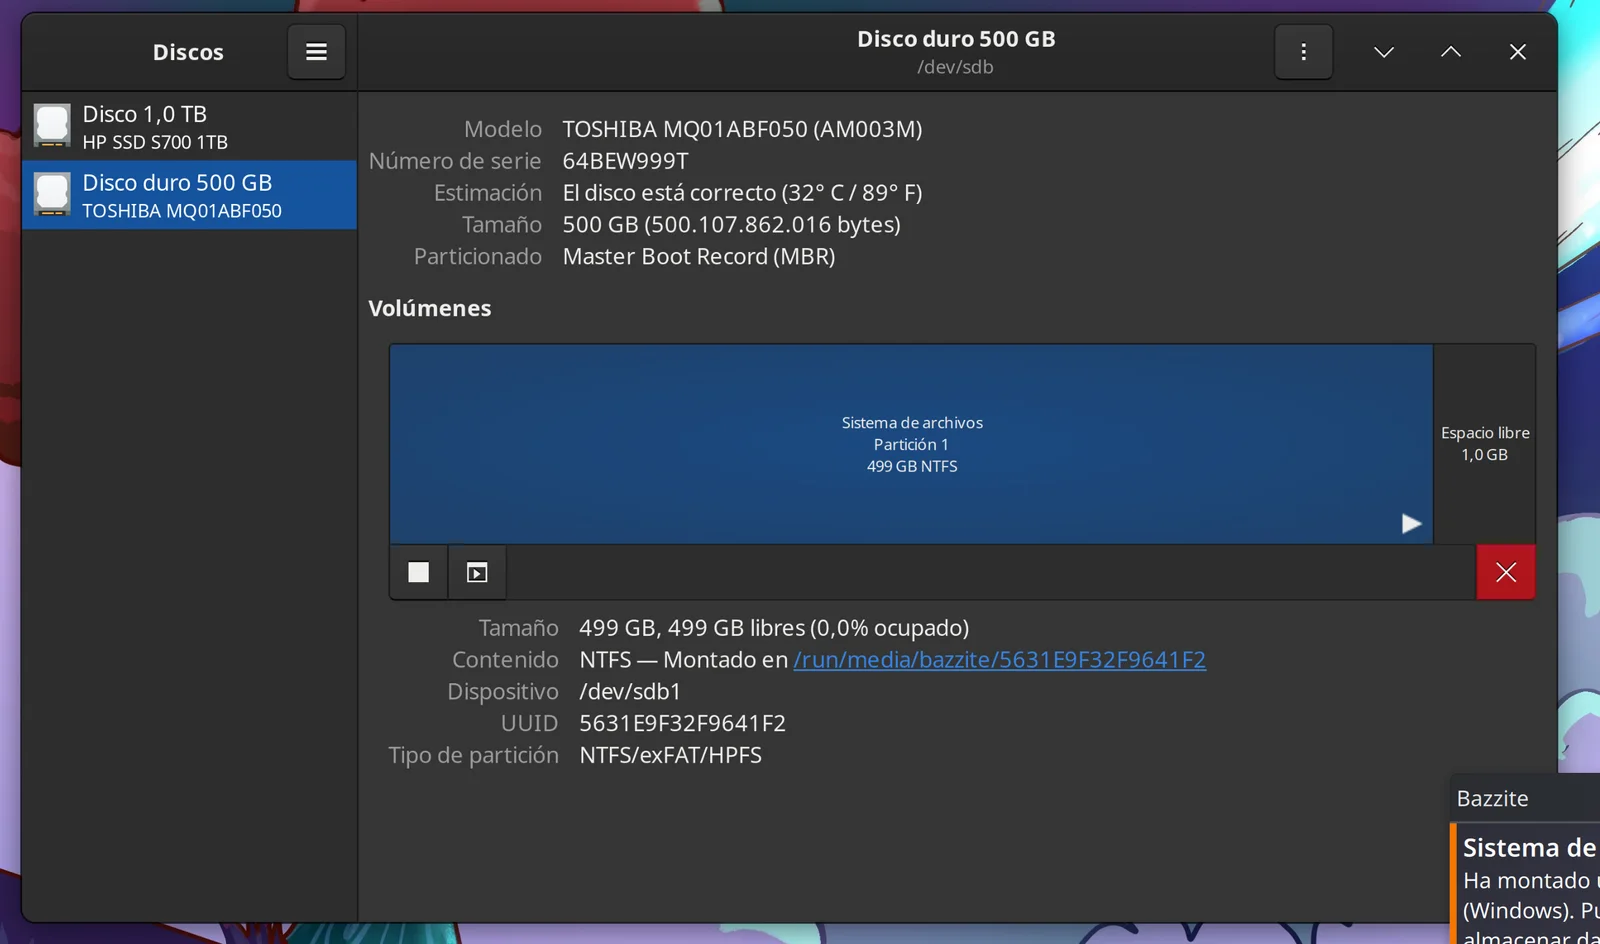 Discos
Disco duro 500 GB
/dev/sdb
Disco 1,0 TB
HP SSD S700 1TB
Disco duro 500 GB
TOSHIBA MQ01ABF050
Modelo TOSHIBA MQ01ABF050 (AM003M)
Número de serie 64BEW999T
Estimación El disco está correcto (32° C / 89° F)
Tamaño 500 GB (500.107.862.016 bytes)
Particionado Master Boot Record (MBR)
Volúmenes
Sistema de archivos
Partición 1
499 GB NTFS
Espacio libre
1,0 GB
Tamaño 499 GB, 499 GB libres (0,0% ocupado)
Contenido NTFS — Montado en /run/media/bazzite/5631E9F32F9641F2
Dispositivo /dev/sdb1
UUID 5631E9F32F9641F2
Tipo de partición NTFS/exFAT/HPFS
Bazzite
Sistema de
Ha montado
(Windows).
almacenar